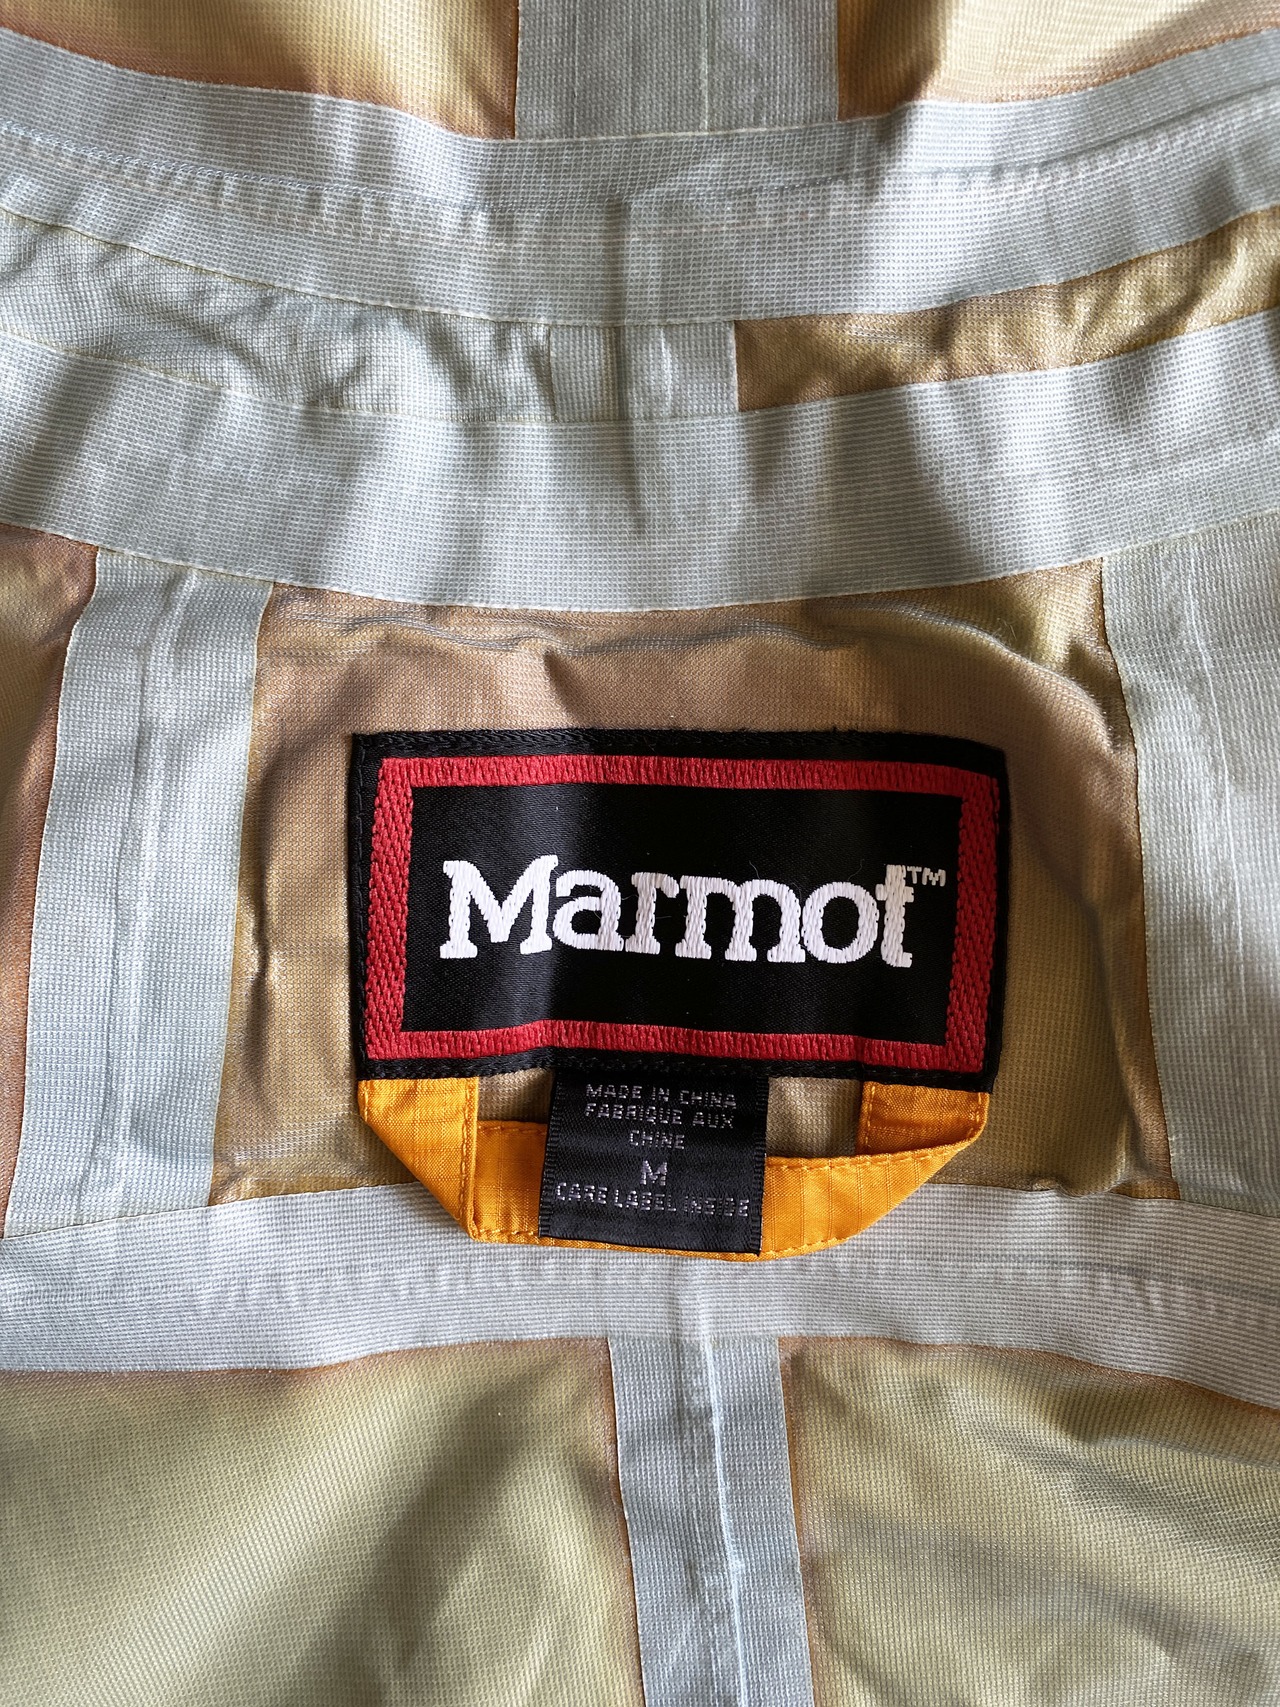 Marmot™
MADE IN CHINA
FABRIQUE AUX
CHINE
M
CARE LABEL INSIDE